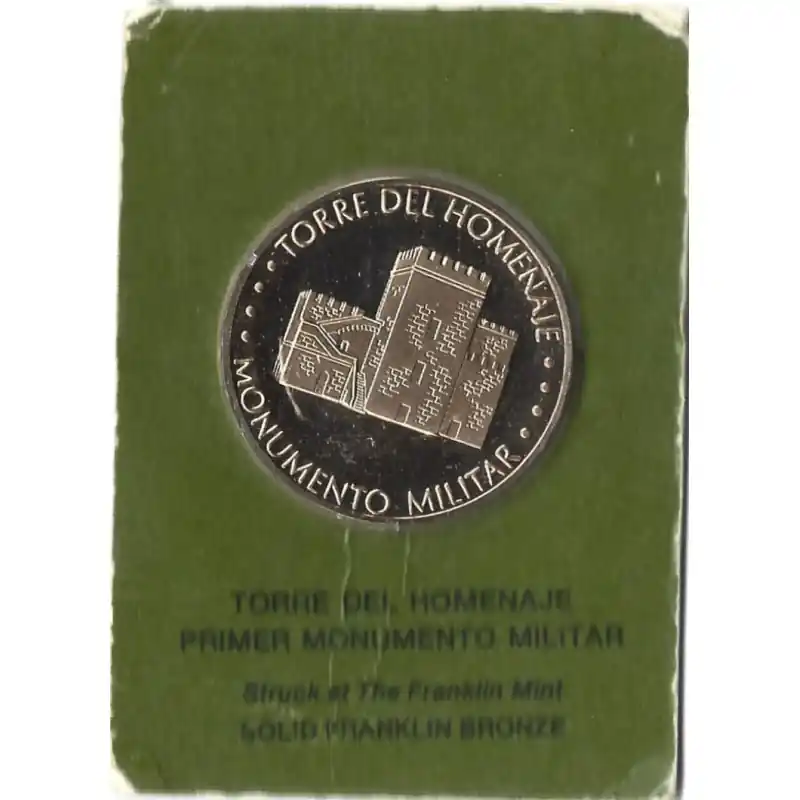 TORRE DEL HOMENAJE
MONUMENTO MILITAR
TORRE DEL HOMENAJE
PRIMER MONUMENTO MILITAR
Struck at The Franklin Mint
SOLID FRANKLIN BRONZE